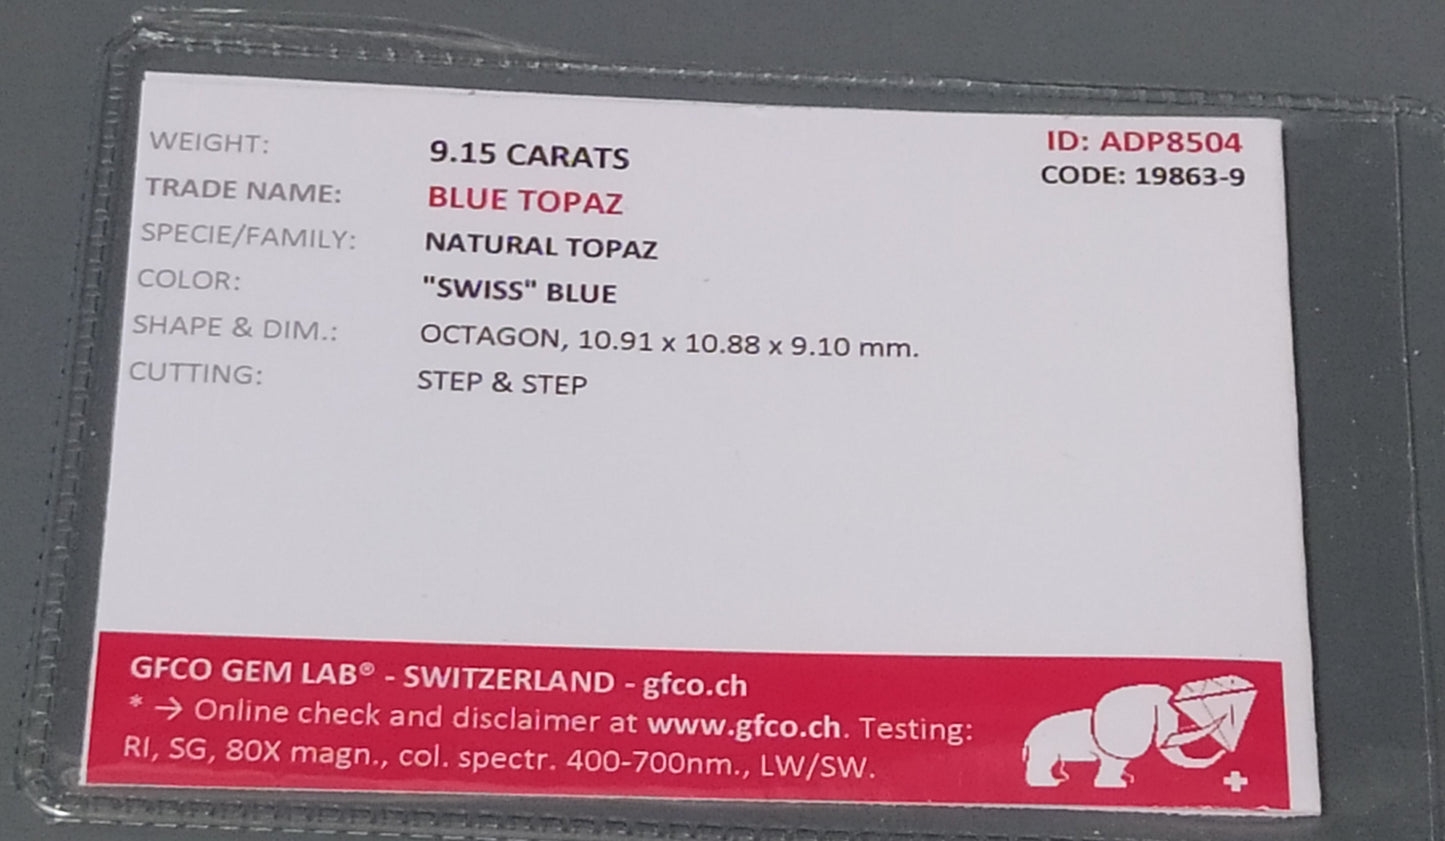 WEIGHT: 9.15 CARATS
ID: ADP8504
CODE: 19863-9
TRADE NAME: BLUE TOPAZ
SPECIE/FAMILY: NATURAL TOPAZ
COLOR: "SWISS" BLUE
SHAPE & DIM.: OCTAGON, 10.91 x 10.88 x 9.10 mm.
CUTTING: STEP & STEP
GFCO GEM LAB® - SWITZERLAND - gfco.ch
* → Online check and disclaimer at www.gfco.ch. Testing:
RI, SG, 80X magn., col. spectr. 400-700nm., LW/SW.